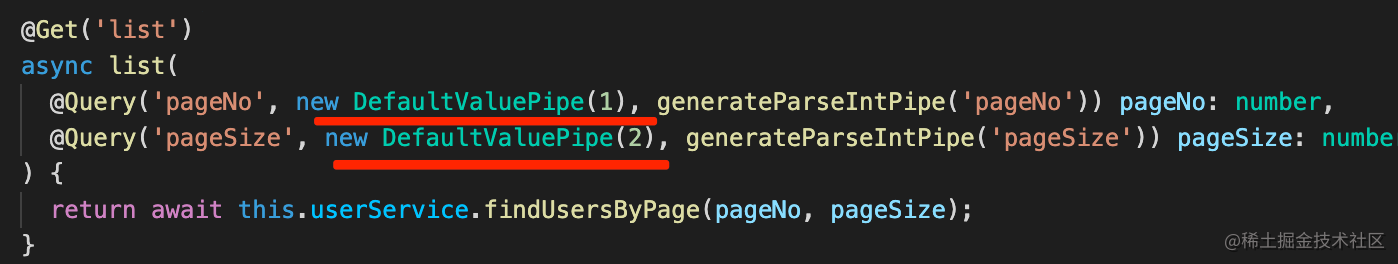 @Get('list')
async list(
@Query('pageNo', new DefaultValuePipe(1), generateParseIntPipe('pageNo')) pageNo: number,
@Query('pageSize', new DefaultValuePipe(2), generateParseIntPipe('pageSize')) pageSize: numbe
) {
return await this.userService.findUsersByPage(pageNo, pageSize);
}
@稀土掘金技术社区